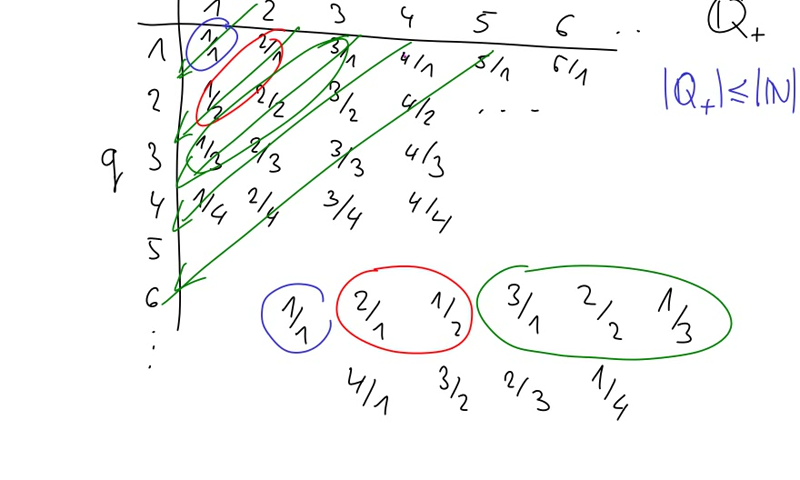 1 2 3 4 5 6 .. Q₊
1 1/1 2/1 3/1 4/1 5/1 6/1
|Q₊|≤|N|
2 1/2 2/2 3/2 4/2 . - -
q 3 1/3 2/3 3/3 4/3
4 1/4 2/4 3/4 4/4
5
6
⋮
1/1 2/1 1/2 3/1 2/2 1/3
4/1 3/2 2/3 1/4